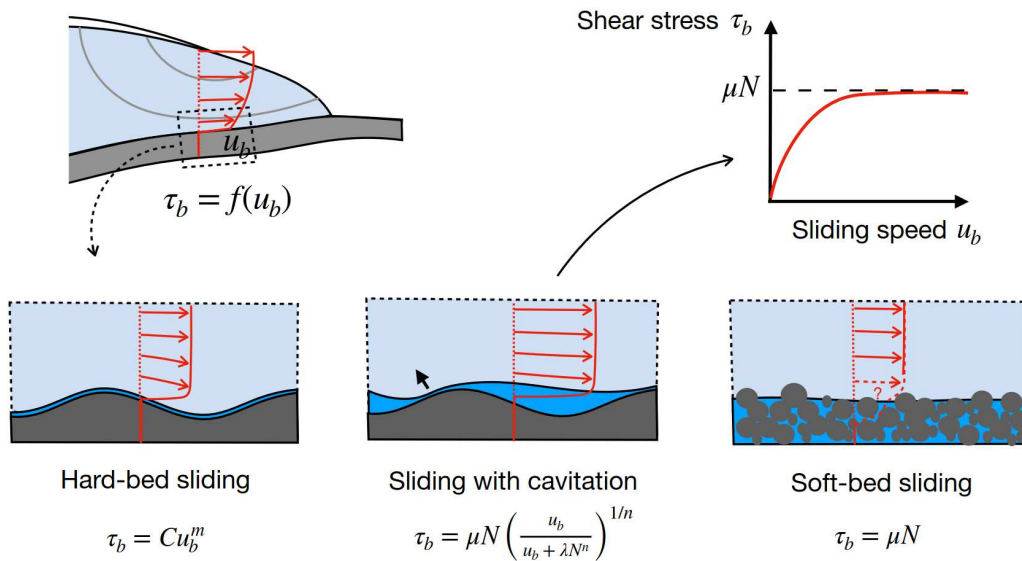 Shear stress τ_b
μN
u_b
τ_b = f(u_b)
Sliding speed u_b
?
Hard-bed sliding
Sliding with cavitation
Soft-bed sliding
τ_b = Cu_b^m
τ_b = μN(u_b / (u_b + λN^n))^{1/n}
τ_b = μN